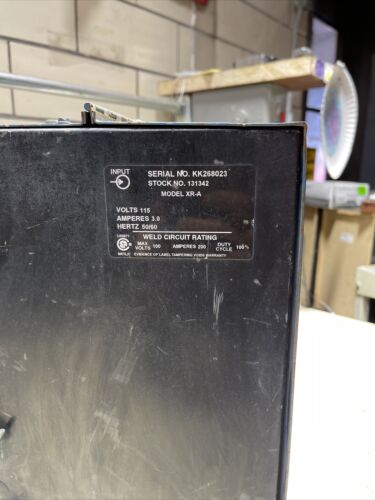 INPUT
SERIAL NO. KK268023
STOCK NO. 131342
MODEL XR-A
VOLTS 115
AMPERES 3.0
HERTZ 50/60
WELD CIRCUIT RATING
MAX VOLTS 100 AMPERES 200 DUTY CYCLE 100%
EVIDENCE OF LABEL TAMPERING VOIDS WARRANTY